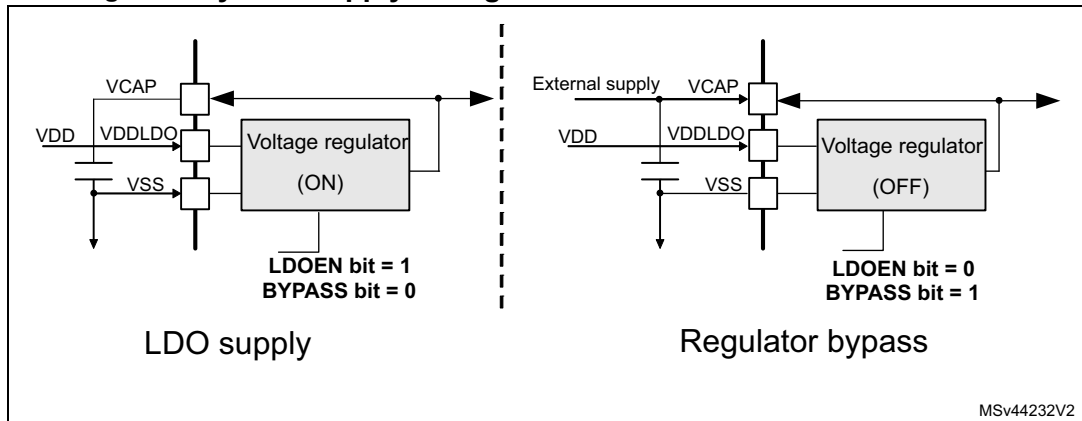 VCAP
VDD
VDDLDO
VSS
Voltage regulator
(ON)
LDOEN bit = 1
BYPASS bit = 0
LDO supply
External supply
VCAP
VDD
VDDLDO
VSS
Voltage regulator
(OFF)
LDOEN bit = 0
BYPASS bit = 1
Regulator bypass
MSv44232V2